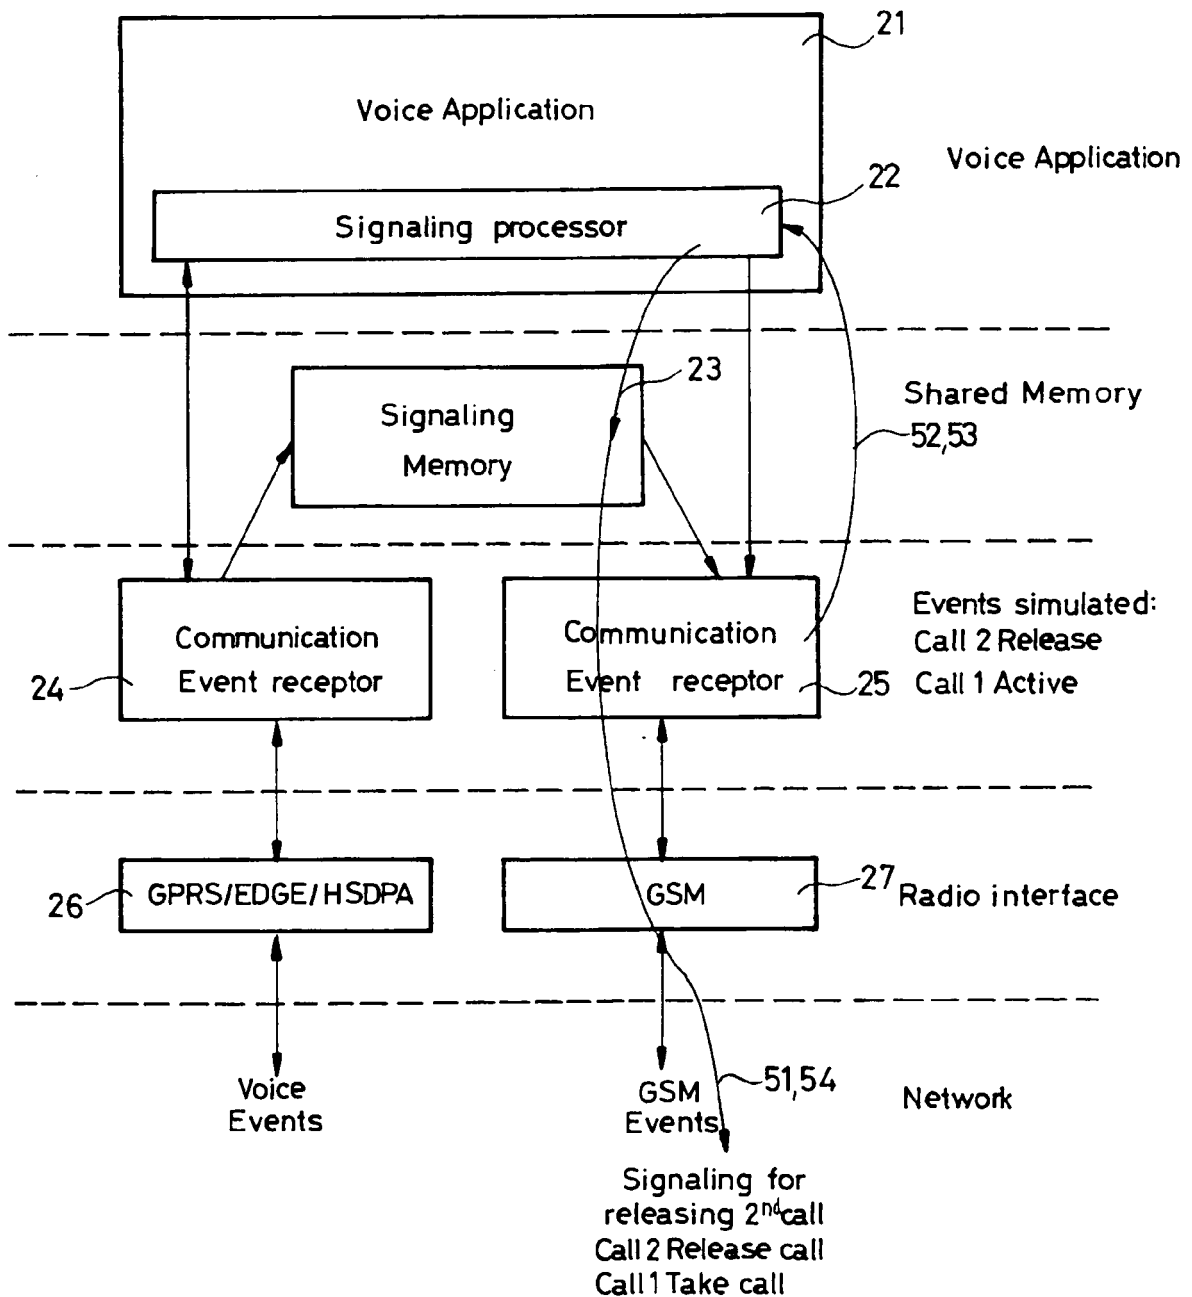 21
Voice Application
Voice Application
22
Signaling processor
23
Signaling
Memory
Shared Memory
52,53
Communication
Event receptor
24
Communication
Event receptor
25
Events simulated:
Call 2 Release
Call 1 Active
26
GPRS/EDGE/HSDPA
GSM
27
Radio interface
Voice
Events
GSM
Events
51,54
Network
Signaling for
releasing 2nd call
Call 2 Release call
Call 1 Take call